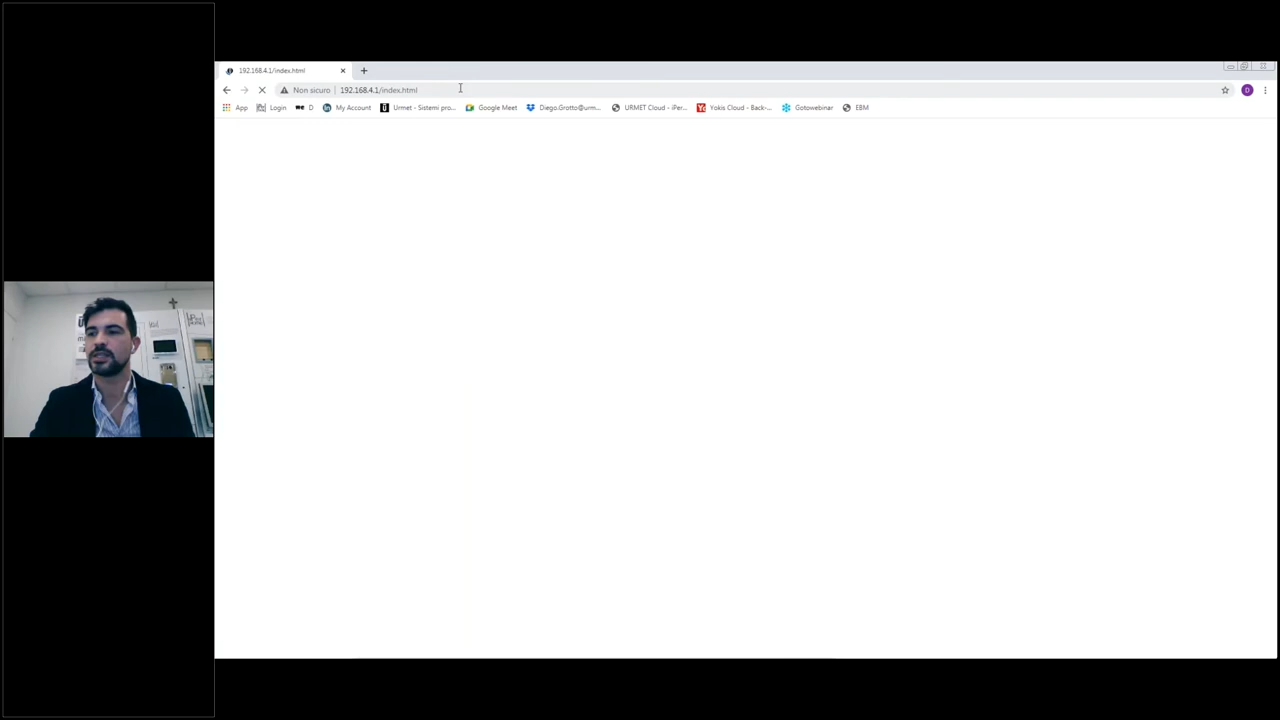 192.168.4.1/index.html
Non sicuro 192.168.4.1/index.html
App Login D My Account Urmet - Sistemi pro... Google Meet Diego.Grotto@urm... URMET Cloud - iPer... Yokis Cloud - Back-... Gotowebinar EBM